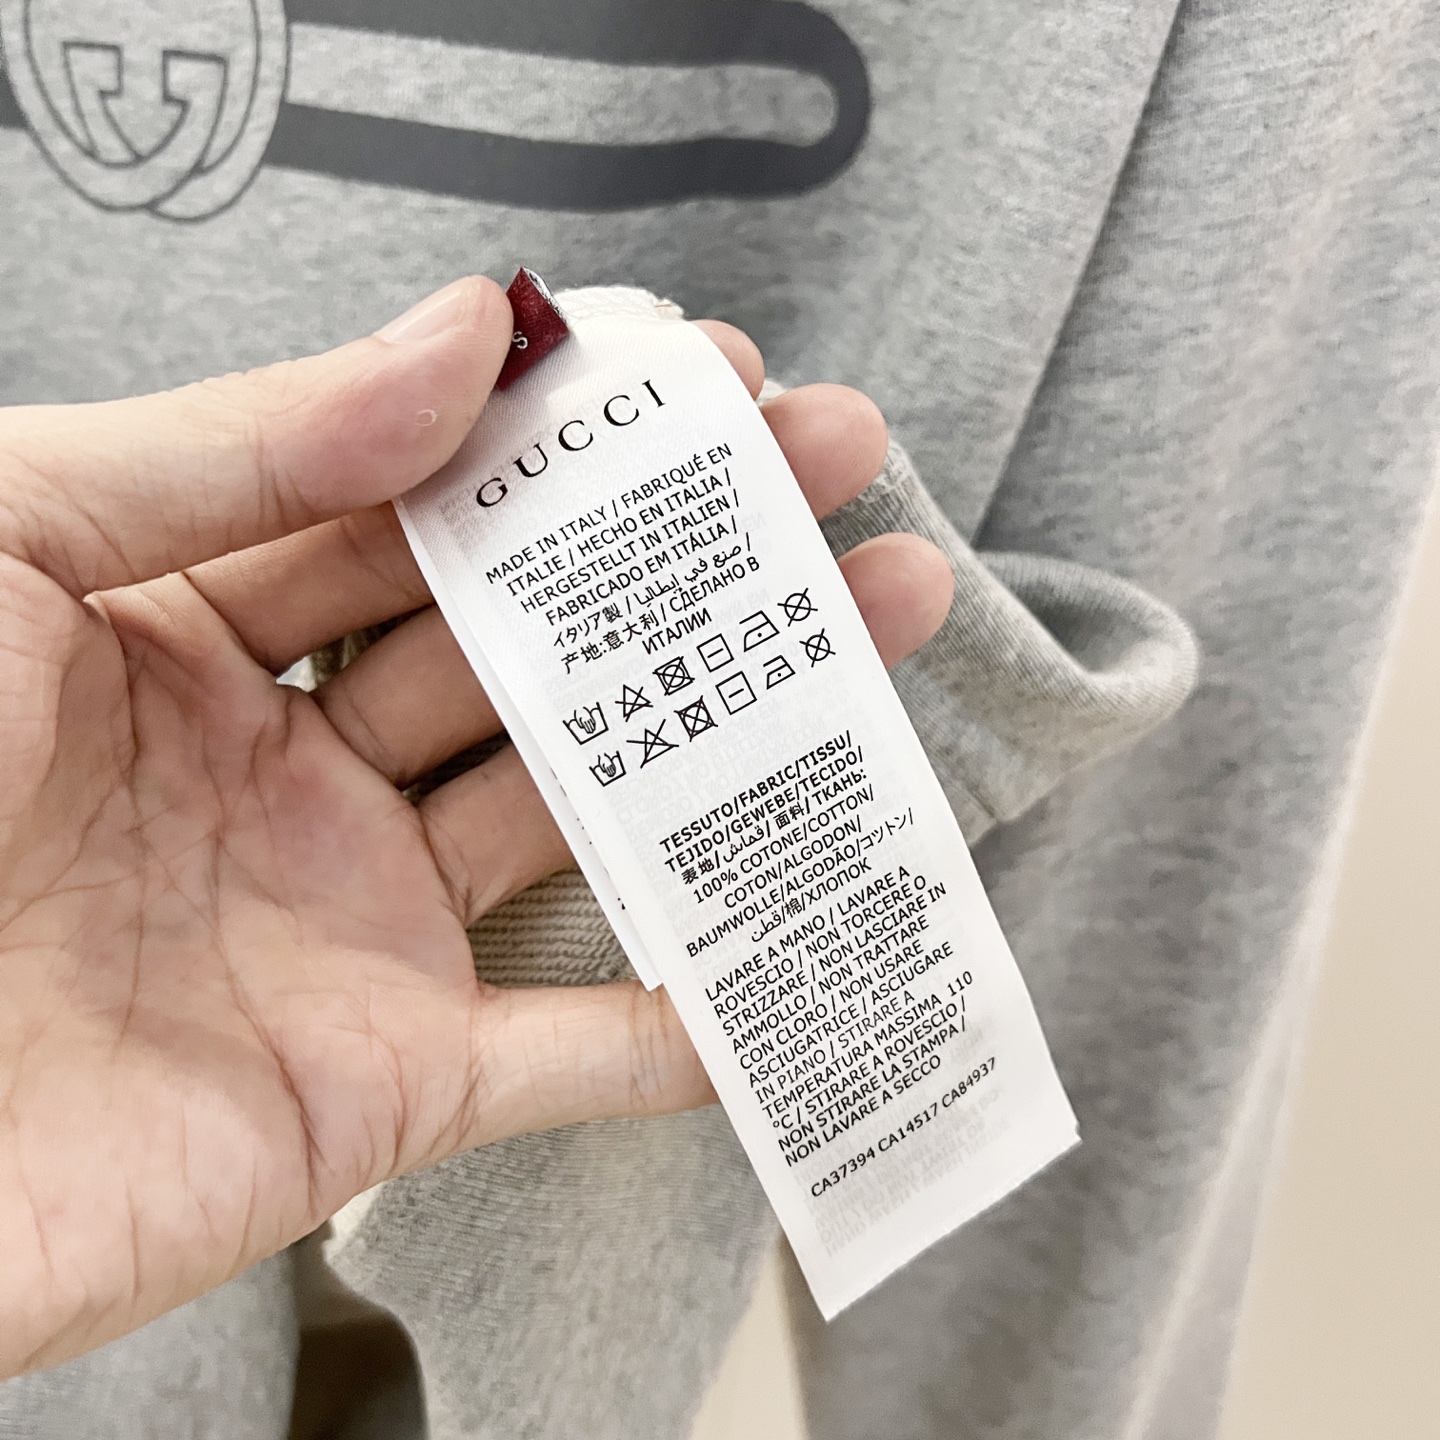 S
GUCCI
MADE IN ITALY / FABRIQUÉ EN
ITALIE / HECHO EN ITALIA /
HERGESTELLT IN ITALIEN /
FABRICADO EM ITÁLIA /
イタリア製 / صنع في إيطاليا /
产地:意大利 / СДЕЛАНО В
ИТАЛИИ
TESSUTO/FABRIC/TISSU/
TEJIDO/GEWEBE/TECIDO/
表地/قماش/面料/ТКАНЬ:
100% COTONE/COTTON/
COTON/ALGODON/
BAUMWOLLE/ALGODÃO/コットン/
قطن/棉/ХЛОПОК
LAVARE A MANO / LAVARE A
ROVESCIO / NON TORCERE O
STRIZZARE / NON LASCIARE IN
AMMOLLO / NON TRATTARE
CON CLORO / NON USARE
ASCIUGATRICE / ASCIUGARE
IN PIANO / STIRARE A
TEMPERATURA MASSIMA 110
°C / STIRARE A ROVESCIO /
NON STIRARE LA STAMPA /
NON LAVARE A SECCO
CA37394 CA14517 CA84937